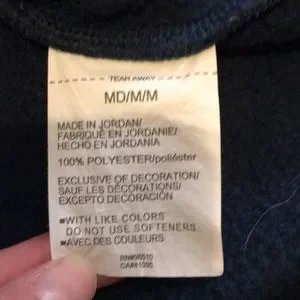 TEAR AWAY
MD/M/M
MADE IN JORDAN/
FABRIQUÉ EN JORDANIE/
HECHO EN JORDANIA
100% POLYESTER/poliéster
EXCLUSIVE OF DECORATION/
SAUF LES DÉCORATIONS/
EXCEPTO DECORACIÓN
■WITH LIKE COLORS
DO NOT USE SOFTENERS
■AVEC DES COULEURS